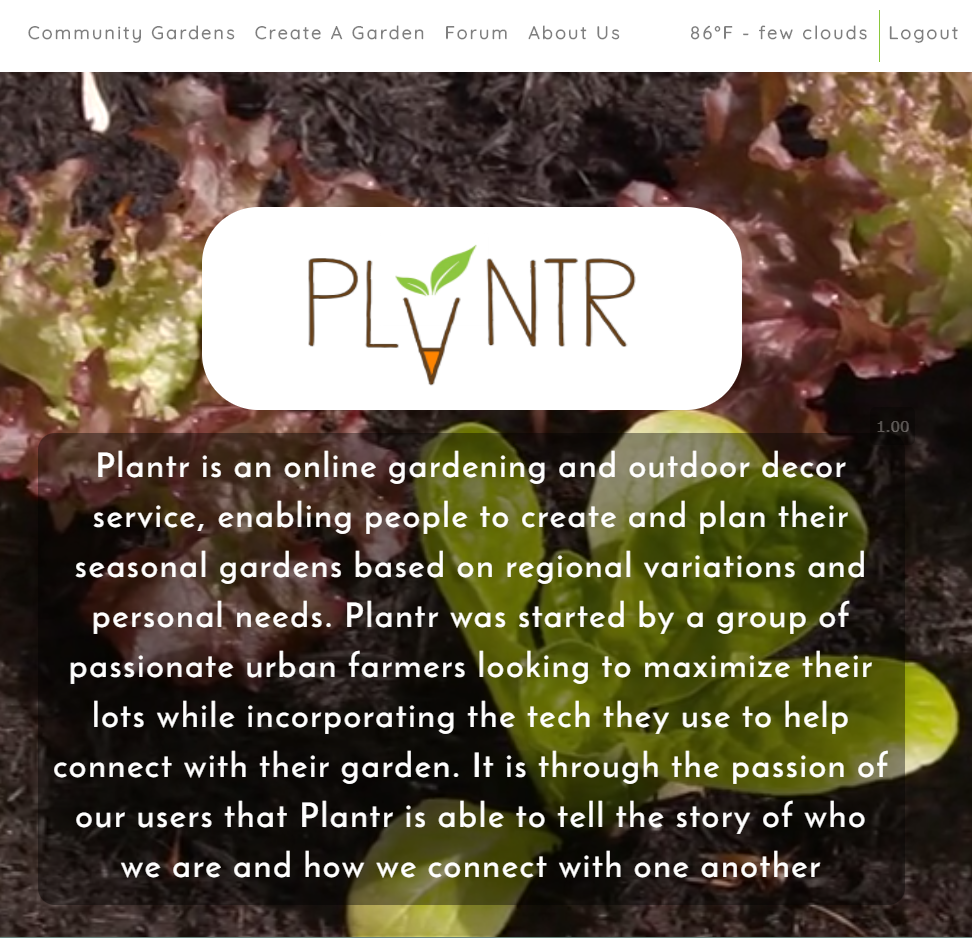 Community Gardens Create A Garden Forum About Us 86°F - few clouds Logout
PLANTR
1.00
Plantr is an online gardening and outdoor decor
service, enabling people to create and plan their
seasonal gardens based on regional variations and
personal needs. Plantr was started by a group of
passionate urban farmers looking to maximize their
lots while incorporating the tech they use to help
connect with their garden. It is through the passion of
our users that Plantr is able to tell the story of who
we are and how we connect with one another